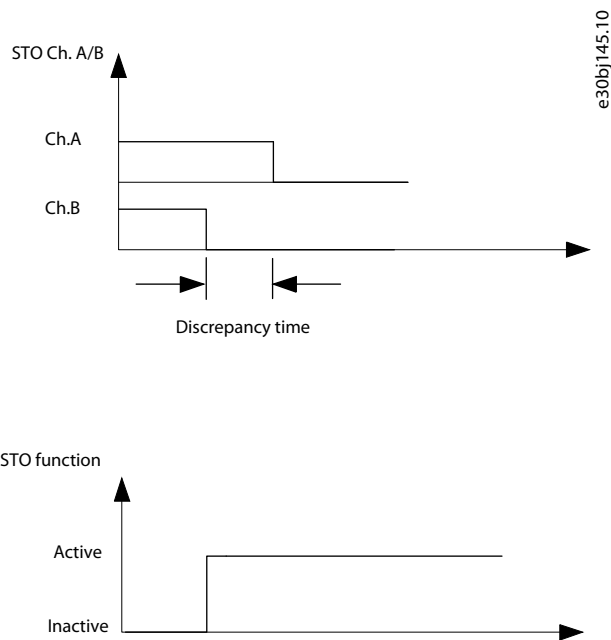 e30bj145.10
STO Ch. A/B
Ch.A
Ch.B
Discrepancy time
STO function
Active
Inactive